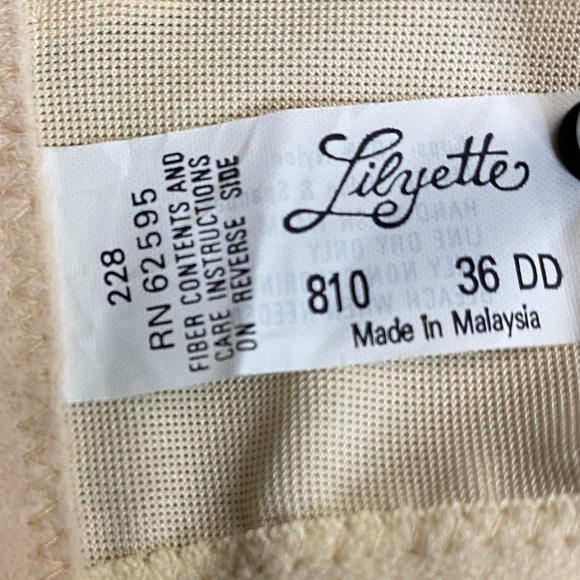 228
RN 62595
FIBER CONTENTS AND
CARE INSTRUCTIONS
ON REVERSE SIDE
Lilyette
810 36 DD
Made In Malaysia